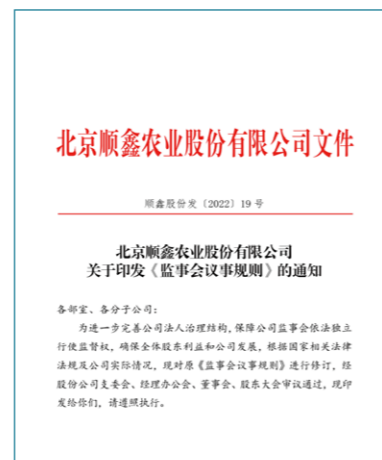 北京顺鑫农业股份有限公司文件
顺鑫股份发〔2022〕19号
北京顺鑫农业股份有限公司
关于印发《监事会议事规则》的通知
各部室、各分子公司：
为进一步完善公司法人治理结构，保障公司监事会依法独立
行使监督权，确保全体股东利益和公司发展，根据国家相关法律
法规及公司实际情况，现对原《监事会议事规则》进行修订，经
股份公司支委会、经理办公会、董事会、股东大会审议通过，现印
发给你们，请遵照执行。